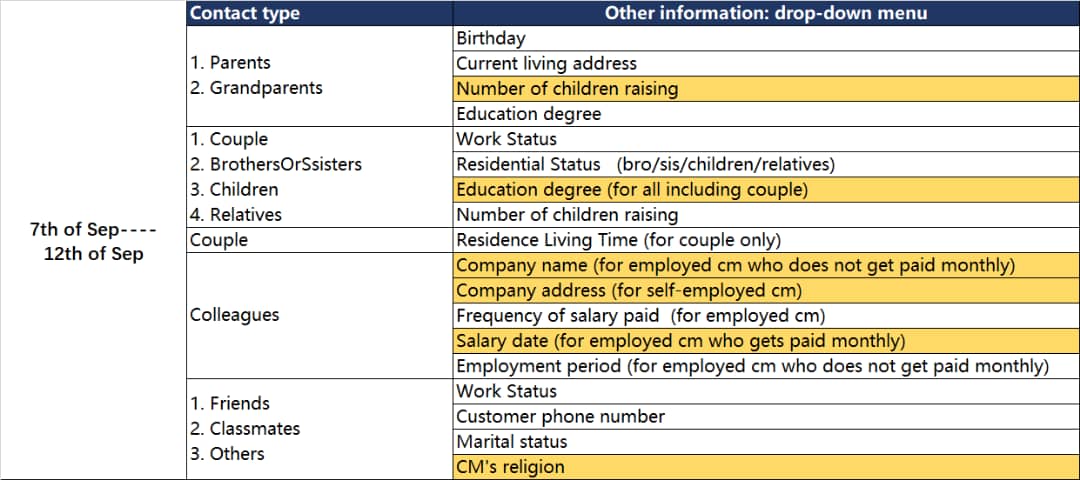 Contact type
Other information: drop-down menu
7th of Sep----
12th of Sep
1. Parents
2. Grandparents
Birthday
Current living address
Number of children raising
Education degree
1. Couple
2. BrothersOrSsisters
3. Children
4. Relatives
Work Status
Residential Status (bro/sis/children/relatives)
Education degree (for all including couple)
Number of children raising
Couple
Residence Living Time (for couple only)
Colleagues
Company name (for employed cm who does not get paid monthly)
Company address (for self-employed cm)
Frequency of salary paid (for employed cm)
Salary date (for employed cm who gets paid monthly)
Employment period (for employed cm who does not get paid monthly)
1. Friends
2. Classmates
3. Others
Work Status
Customer phone number
Marital status
CM's religion